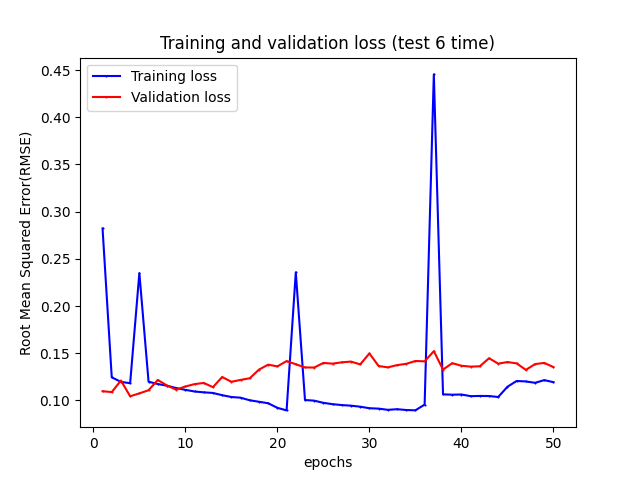 Training and validation loss (test 6 time)
Training loss
Validation loss
Root Mean Squared Error(RMSE)
0.45
0.40
0.35
0.30
0.25
0.20
0.15
0.10
0 10 20 30 40 50
epochs